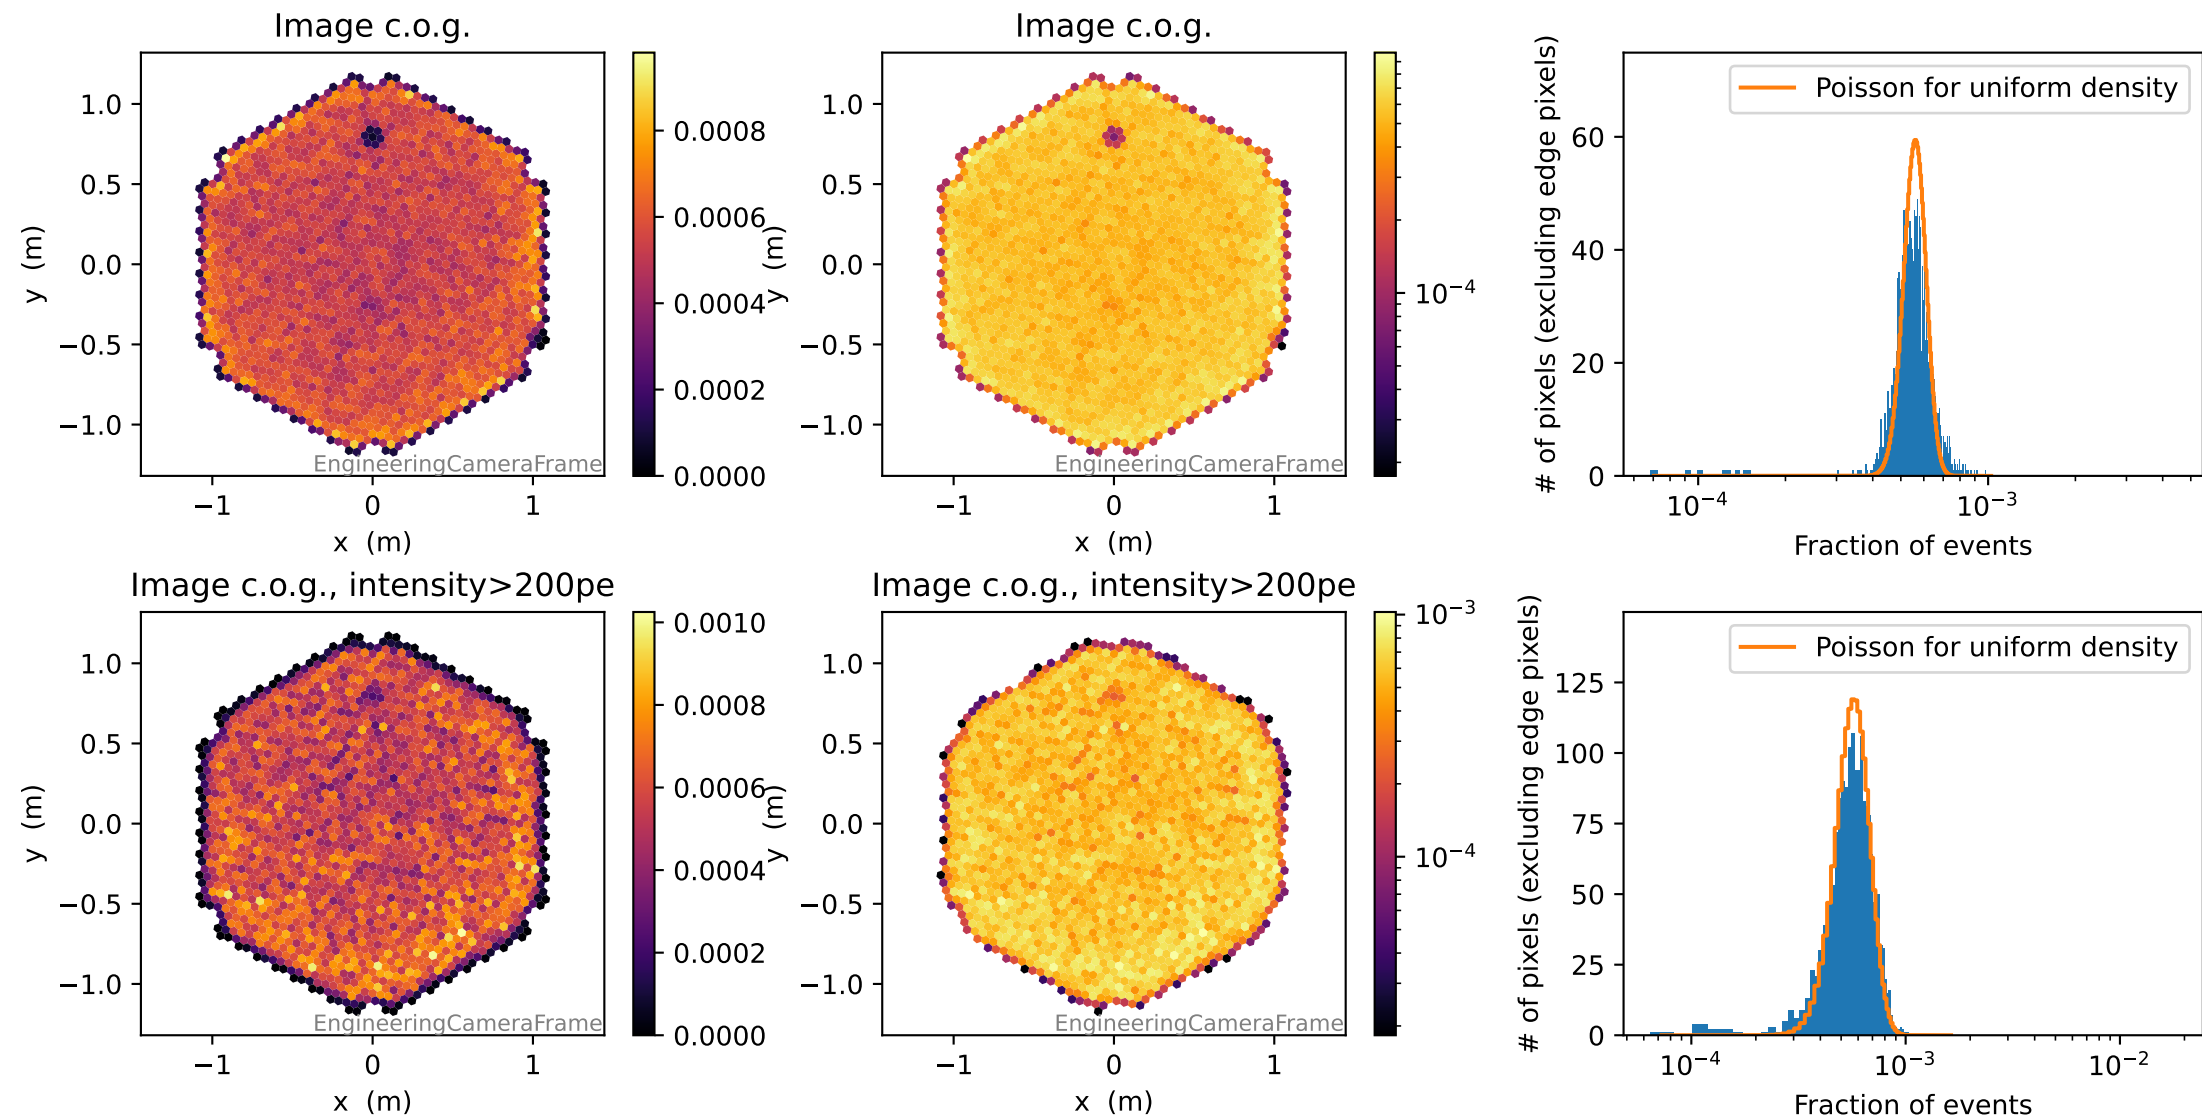 Image c.o.g.
1.0
0.5
0.0
−0.5
−1.0
y (m)
−1
0
1
x (m)
EngineeringCameraFrame
0.0008
0.0006
0.0004
0.0002
0.0000
Image c.o.g.
1.0
0.5
0.0
−0.5
−1.0
y (m)
−1
0
1
x (m)
EngineeringCameraFrame
10−4
Poisson for uniform density
60
40
20
0
# of pixels (excluding edge pixels)
10−4
10−3
Fraction of events
Image c.o.g., intensity>200pe
1.0
0.5
0.0
−0.5
−1.0
y (m)
−1
0
1
x (m)
EngineeringCameraFrame
0.0010
0.0008
0.0006
0.0004
0.0002
0.0000
Image c.o.g., intensity>200pe
1.0
0.5
0.0
−0.5
−1.0
y (m)
−1
0
1
x (m)
EngineeringCameraFrame
10−3
10−4
Poisson for uniform density
125
100
75
50
25
0
# of pixels (excluding edge pixels)
10−4
10−3
10−2
Fraction of events